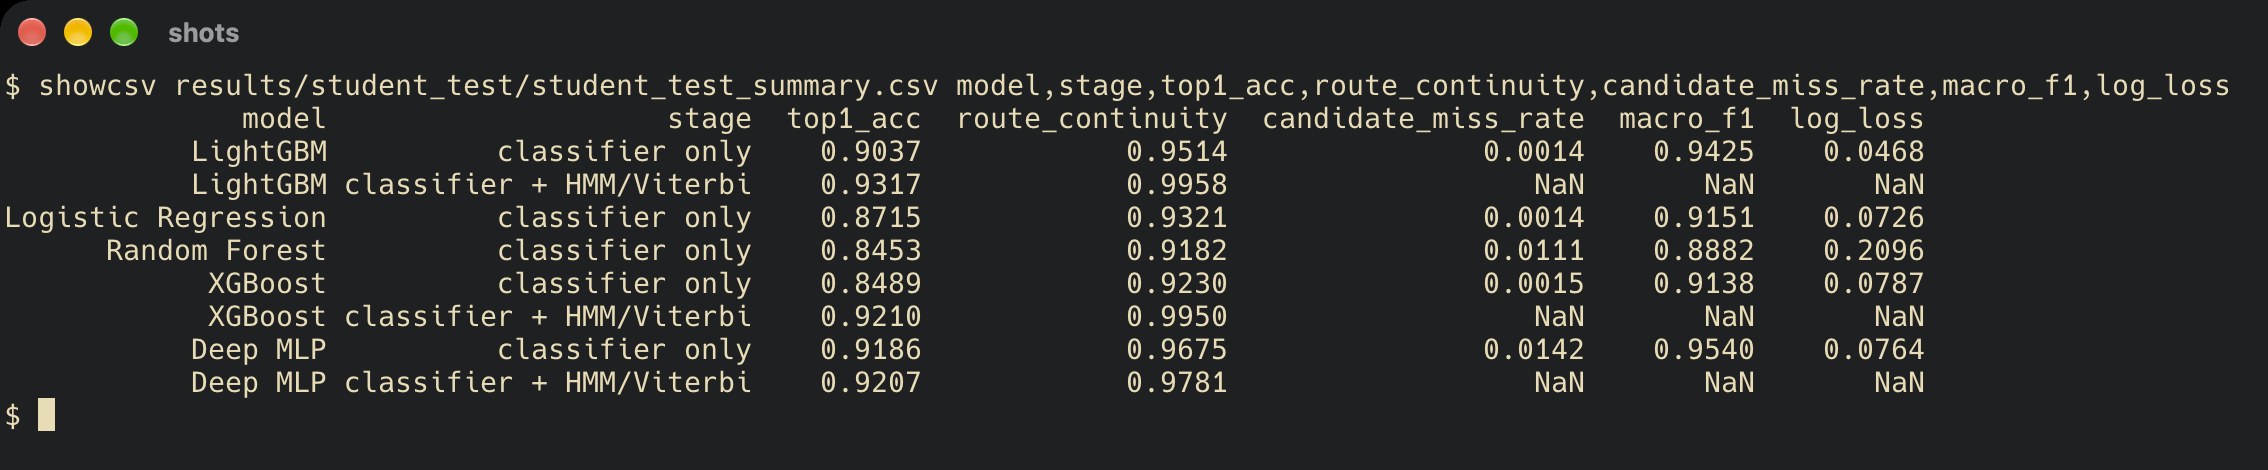 shots
$ showcsv results/student_test/student_test_summary.csv model,stage,top1_acc,route_continuity,candidate_miss_rate,macro_f1,log_loss
model stage top1_acc route_continuity candidate_miss_rate macro_f1 log_loss
LightGBM classifier only 0.9037 0.9514 0.0014 0.9425 0.0468
LightGBM classifier + HMM/Viterbi 0.9317 0.9958 NaN NaN NaN
Logistic Regression classifier only 0.8715 0.9321 0.0014 0.9151 0.0726
Random Forest classifier only 0.8453 0.9182 0.0111 0.8882 0.2096
XGBoost classifier only 0.8489 0.9230 0.0015 0.9138 0.0787
XGBoost classifier + HMM/Viterbi 0.9210 0.9950 NaN NaN NaN
Deep MLP classifier only 0.9186 0.9675 0.0142 0.9540 0.0764
Deep MLP classifier + HMM/Viterbi 0.9207 0.9781 NaN NaN NaN
$